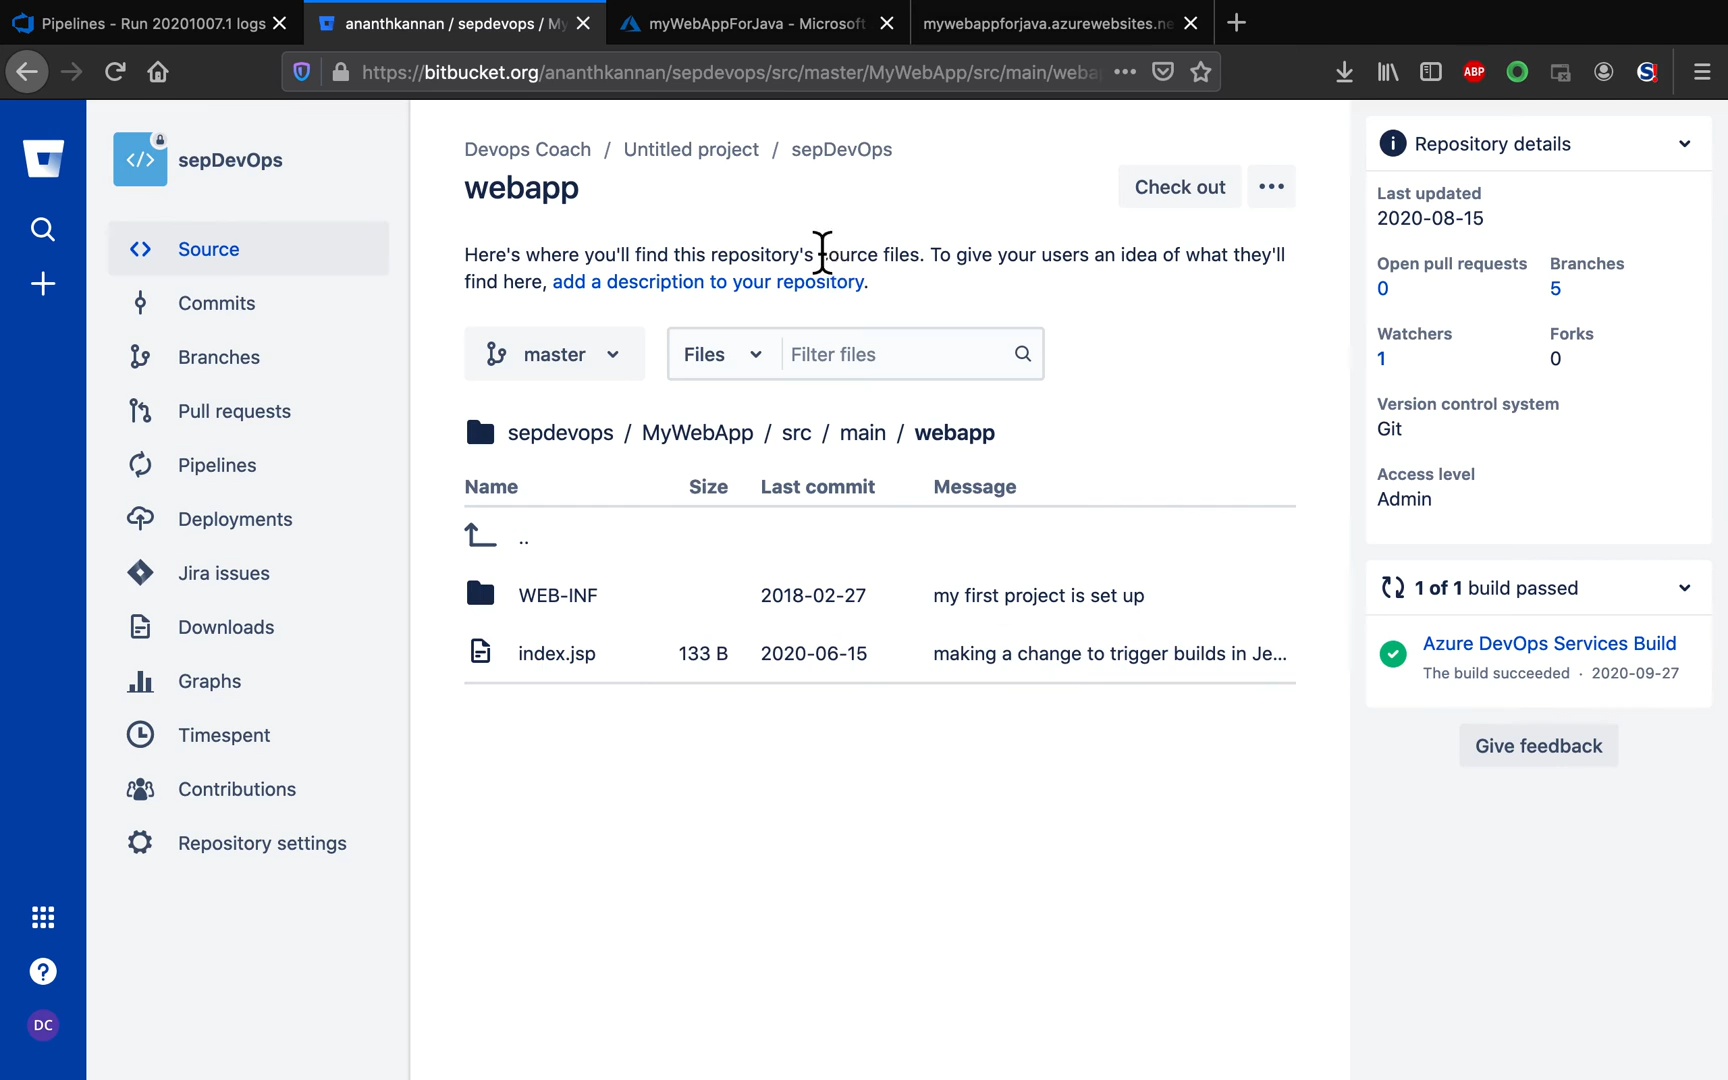 Pipelines - Run 20201007.1 logs
ananthkannan / sepdevops / My
myWebAppForJava - Microsoft
mywebappforjava.azurewebsites.ne
https://bitbucket.org/ananthkannan/sepdevops/src/master/MyWebApp/src/main/weba
ABP
S!
</>
sepDevOps
Source
Commits
Branches
Pull requests
Pipelines
Deployments
Jira issues
Downloads
Graphs
Timespent
Contributions
Repository settings
DC
Devops Coach / Untitled project / sepDevOps
webapp
Check out
Here's where you'll find this repository's source files. To give your users an idea of what they'll
find here, add a description to your repository.
master
Files
Filter files
sepdevops / MyWebApp / src / main / webapp
Name Size Last commit Message
..
WEB-INF 2018-02-27 my first project is set up
index.jsp 133 B 2020-06-15 making a change to trigger builds in Je...
Repository details
Last updated
2020-08-15
Open pull requests Branches
0 5
Watchers Forks
1 0
Version control system
Git
Access level
Admin
1 of 1 build passed
Azure DevOps Services Build
The build succeeded · 2020-09-27
Give feedback